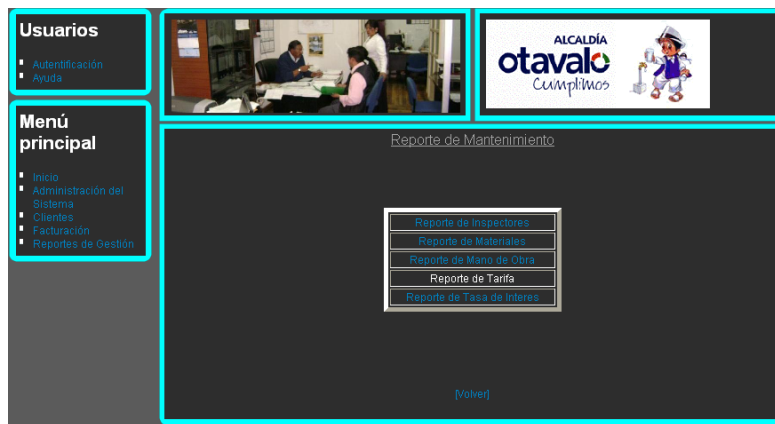 Usuarios
Autentificación
Ayuda
Menú
principal
Inicio
Administración del
Sistema
Clientes
Facturación
Reportes de Gestión
ALCALDÍA
otavalo
Cumplimos
Reporte de Mantenimiento
Reporte de Inspectores
Reporte de Materiales
Reporte de Mano de Obra
Reporte de Tarifa
Reporte de Tasa de Interes
[Volver]